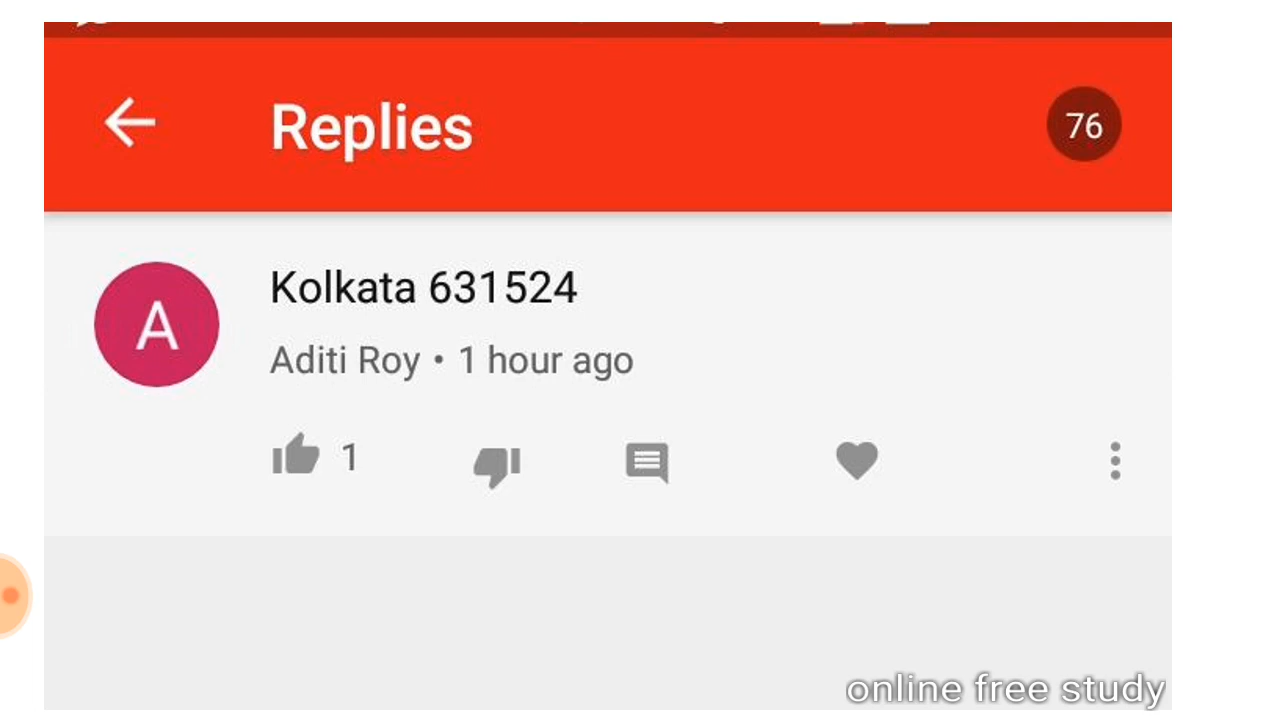 Replies
76
A
Kolkata 631524
Aditi Roy • 1 hour ago
1
online free study